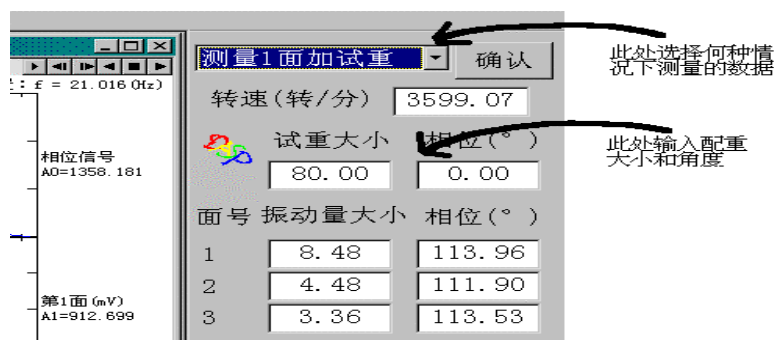 测量1面加试重
确认
此处选择何种情
况下测量的数据
: f = 21.016(Hz)
转速(转/分) 3599.07
相位信号
A0=1358.181
试重大小 相位(° )
80.00 0.00
此处输入配重
大小和角度
面号 振动量大小 相位(° )
1 8.48 113.96
2 4.48 111.90
3 3.36 113.53
第1面(mV)
A1=912.699